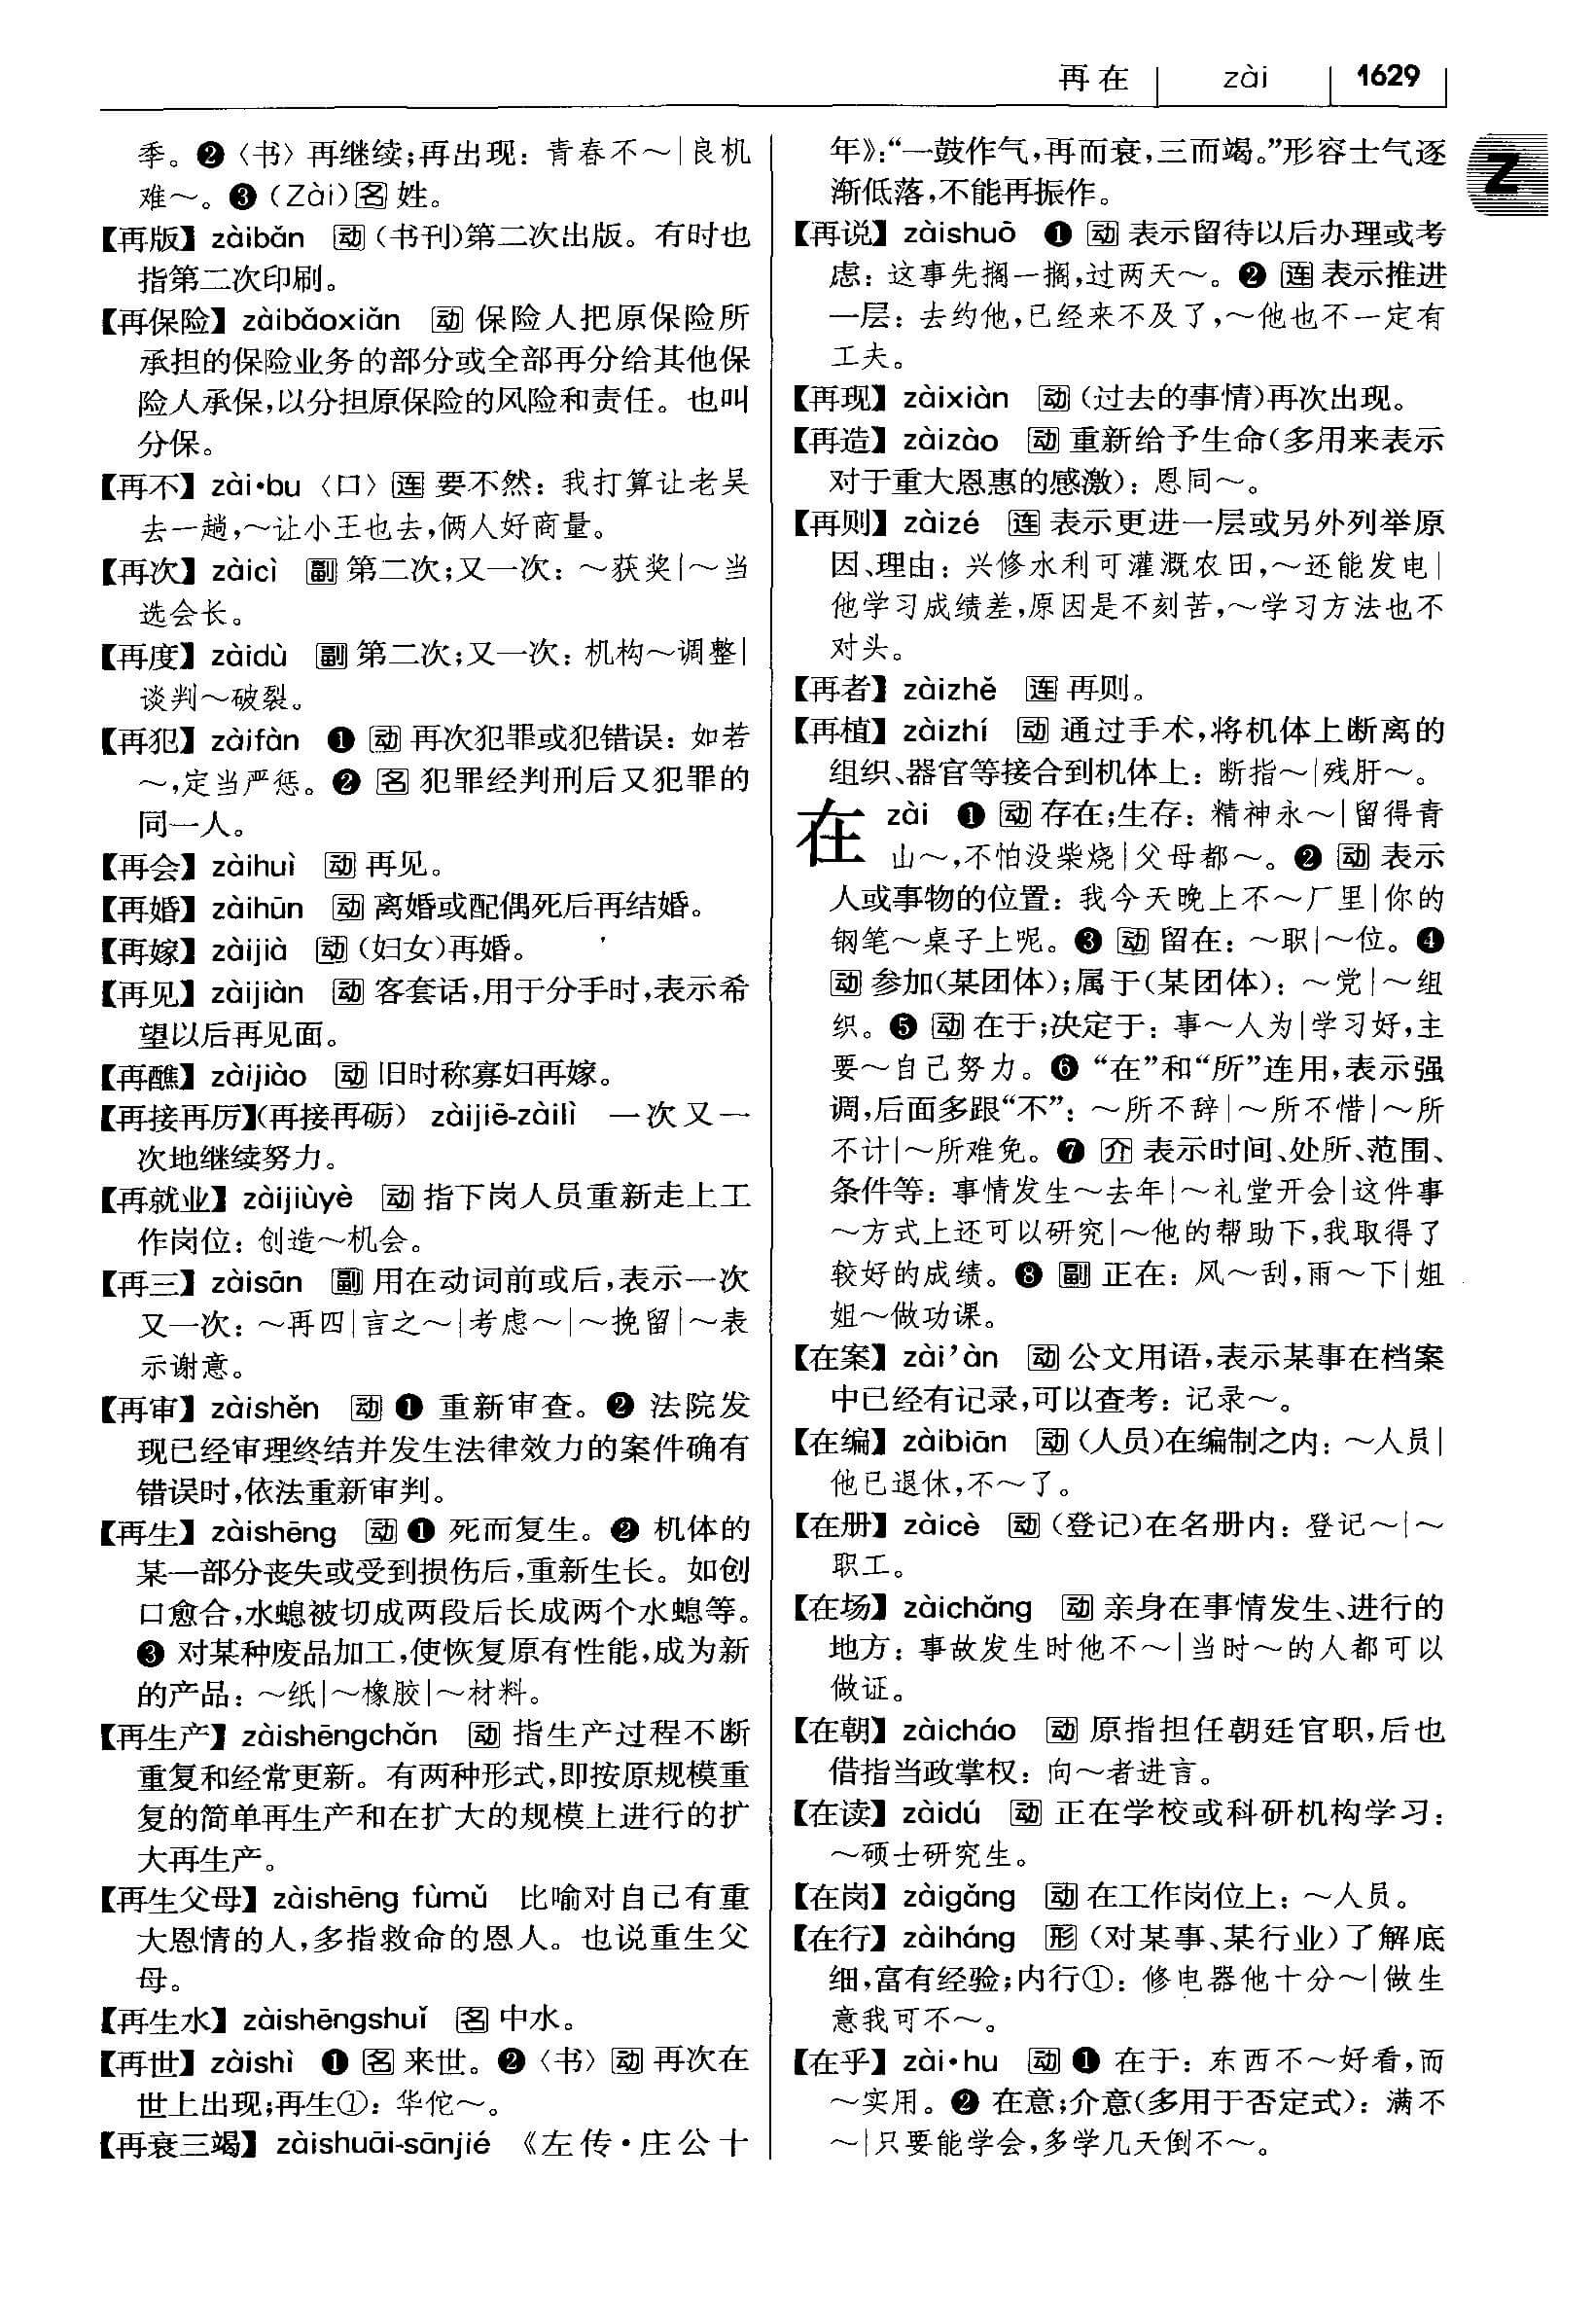 再在 zài 1629
Z
季。❷〈书〉再继续;再出现：青春不～|良机
难～。❸（Zài）名 姓。
【再版】zàibǎn 动（书刊)第二次出版。有时也
指第二次印刷。
【再保险】zàibǎoxiǎn 动 保险人把原保险所
承担的保险业务的部分或全部再分给其他保
险人承保,以分担原保险的风险和责任。也叫
分保。
【再不】zài•bu〈口〉连 要不然：我打算让老吴
去一趟,～让小王也去,俩人好商量。
【再次】zàicì 副 第二次;又一次：～获奖|～当
选会长。
【再度】zàidù 副 第二次;又一次：机构～调整|
谈判～破裂。
【再犯】zàifàn ❶ 动 再次犯罪或犯错误：如若
～,定当严惩。❷ 名 犯罪经判刑后又犯罪的
同一人。
【再会】zàihuì 动 再见。
【再婚】zàihūn 动 离婚或配偶死后再结婚。
【再嫁】zàijià 动（妇女)再婚。
【再见】zàijiàn 动 客套话,用于分手时,表示希
望以后再见面。
【再醮】zàijiào 动 旧时称寡妇再嫁。
【再接再厉】(再接再砺） zàijiē-zàilì 一次又一
次地继续努力。
【再就业】zàijiùyè 动 指下岗人员重新走上工
作岗位：创造～机会。
【再三】zàisān 副 用在动词前或后,表示一次
又一次：～再四|言之～|考虑～|～挽留|～表
示谢意。
【再审】zàishěn 动 ❶ 重新审查。❷ 法院发
现已经审理终结并发生法律效力的案件确有
错误时,依法重新审判。
【再生】zàishēng 动 ❶ 死而复生。❷ 机体的
某一部分丧失或受到损伤后,重新生长。如创
口愈合,水螅被切成两段后长成两个水螅等。
❸ 对某种废品加工,使恢复原有性能,成为新
的产品：～纸|～橡胶|～材料。
【再生产】zàishēngchǎn 动 指生产过程不断
重复和经常更新。有两种形式,即按原规模重
复的简单再生产和在扩大的规模上进行的扩
大再生产。
【再生父母】zàishēng fùmǔ 比喻对自己有重
大恩情的人,多指救命的恩人。也说重生父
母。
【再生水】zàishēngshuǐ 名 中水。
【再世】zàishì ❶ 名 来世。❷〈书〉动 再次在
世上出现;再生①：华佗～。
【再衰三竭】zàishuāi-sānjié 《左传·庄公十
年》:“一鼓作气,再而衰,三而竭。”形容士气逐
渐低落,不能再振作。
【再说】zàishuō ❶ 动 表示留待以后办理或考
虑：这事先搁一搁,过两天～。❷ 连 表示推进
一层：去约他,已经来不及了,～他也不一定有
工夫。
【再现】zàixiàn 动（过去的事情)再次出现。
【再造】zàizào 动 重新给予生命(多用来表示
对于重大恩惠的感激)：恩同～。
【再则】zàizé 连 表示更进一层或另外列举原
因、理由：兴修水利可灌溉农田,～还能发电|
他学习成绩差,原因是不刻苦,～学习方法也不
对头。
【再者】zàizhě 连 再则。
【再植】zàizhí 动 通过手术,将机体上断离的
组织、器官等接合到机体上：断指～|残肝～。
在 zài ❶ 动 存在;生存：精神永～|留得青
山～,不怕没柴烧|父母都～。❷ 动 表示
人或事物的位置：我今天晚上不～厂里|你的
钢笔～桌子上呢。❸ 动 留在：～职|～位。❹
动 参加(某团体);属于(某团体)：～党|～组
织。❺ 动 在于;决定于：事～人为|学习好,主
要～自己努力。❻ “在”和“所”连用,表示强
调,后面多跟“不”：～所不辞|～所不惜|～所
不计|～所难免。❼ 介 表示时间、处所、范围、
条件等：事情发生～去年|～礼堂开会|这件事
～方式上还可以研究|～他的帮助下,我取得了
较好的成绩。❽ 副 正在：风～刮,雨～下|姐
姐～做功课。
【在案】zài’àn 动 公文用语,表示某事在档案
中已经有记录,可以查考：记录～。
【在编】zàibiān 动（人员)在编制之内：～人员|
他已退休,不～了。
【在册】zàicè 动（登记)在名册内：登记～|～
职工。
【在场】zàichǎng 动 亲身在事情发生、进行的
地方：事故发生时他不～|当时～的人都可以
做证。
【在朝】zàicháo 动 原指担任朝廷官职,后也
借指当政掌权：向～者进言。
【在读】zàidú 动 正在学校或科研机构学习：
～硕士研究生。
【在岗】zàigǎng 动 在工作岗位上：～人员。
【在行】zàiháng 形（对某事、某行业）了解底
细,富有经验;内行①：修电器他十分～|做生
意我可不～。
【在乎】zài•hu 动 ❶ 在于：东西不～好看,而
～实用。❷ 在意;介意(多用于否定式)：满不
～|只要能学会,多学几天倒不～。